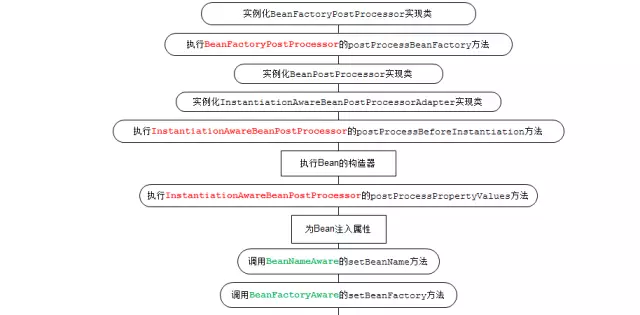 实例化BeanFactoryPostProcessor实现类
执行BeanFactoryPostProcessor的postProcessBeanFactory方法
实例化BeanPostProcessor实现类
实例化InstantiationAwareBeanPostProcessorAdapter实现类
执行InstantiationAwareBeanPostProcessor的postProcessBeforeInstantiation方法
执行Bean的构造器
执行InstantiationAwareBeanPostProcessor的postProcessPropertyValues方法
为Bean注入属性
调用BeanNameAware的setBeanName方法
调用BeanFactoryAware的setBeanFactory方法